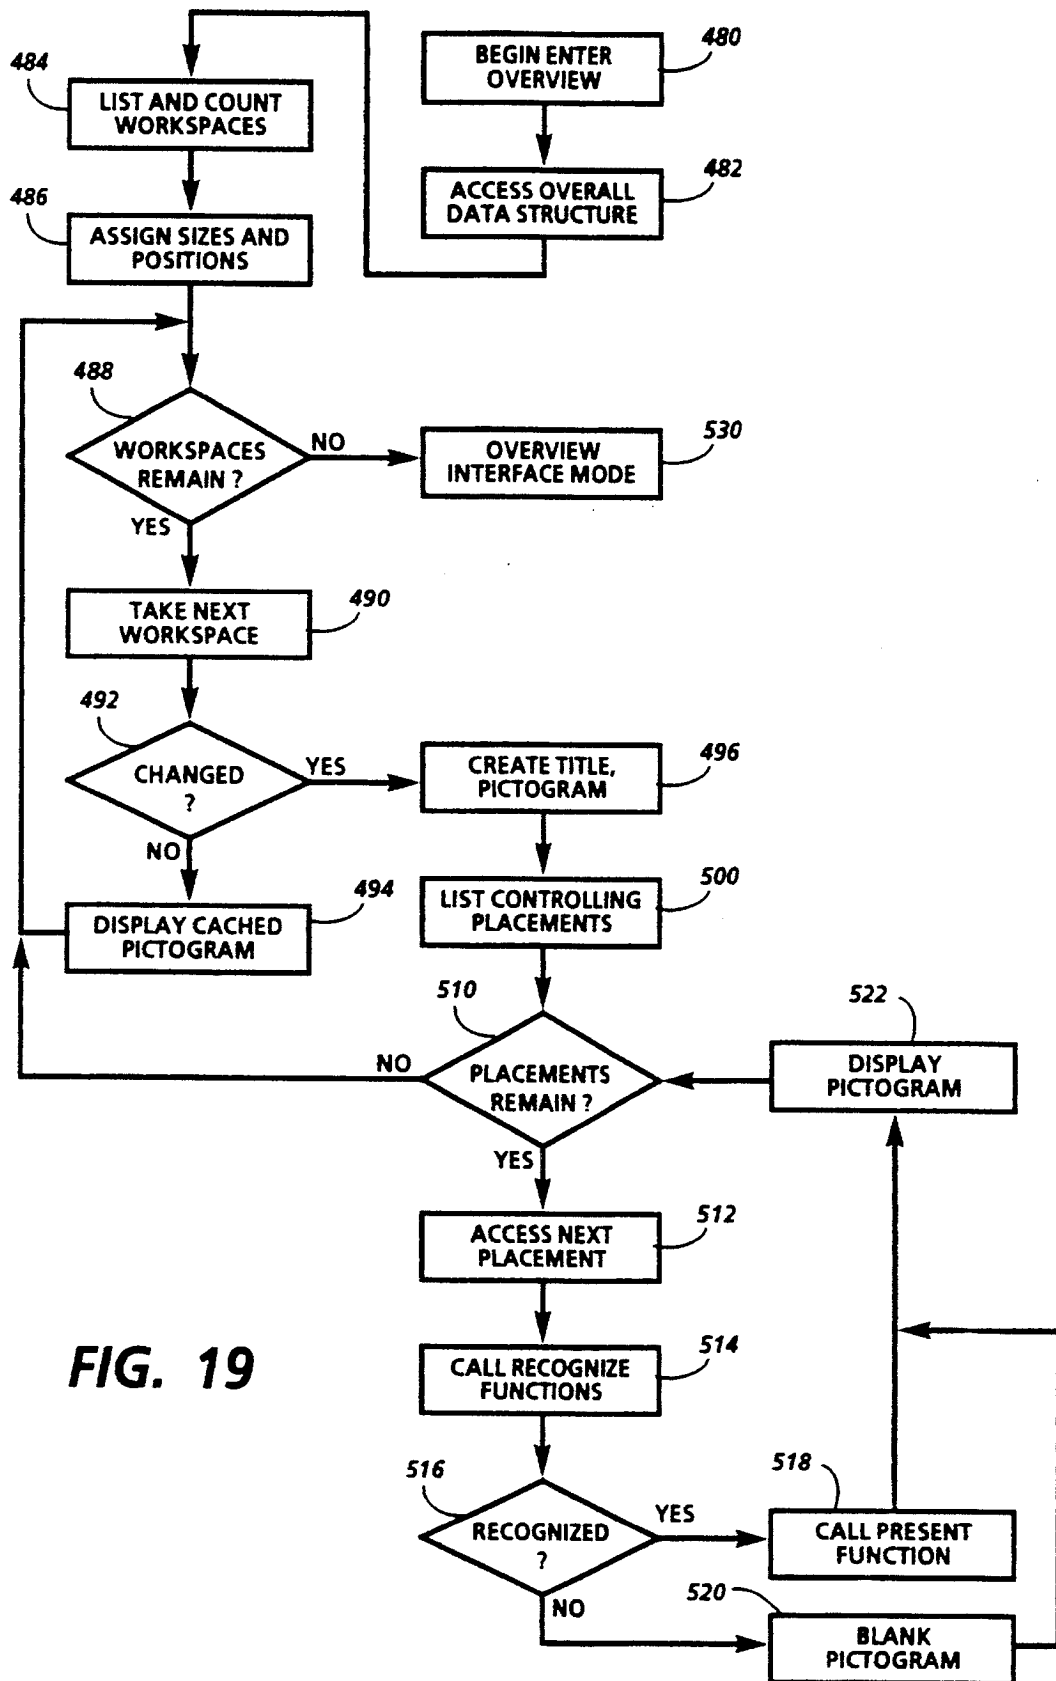 480
BEGIN ENTER
OVERVIEW
482
ACCESS OVERALL
DATA STRUCTURE
484
LIST AND COUNT
WORKSPACES
486
ASSIGN SIZES AND
POSITIONS
488
WORKSPACES
REMAIN ?
NO
530
OVERVIEW
INTERFACE MODE
YES
490
TAKE NEXT
WORKSPACE
492
CHANGED
?
YES
496
CREATE TITLE,
PICTOGRAM
NO
494
DISPLAY CACHED
PICTOGRAM
500
LIST CONTROLLING
PLACEMENTS
510
PLACEMENTS
REMAIN ?
NO
522
DISPLAY
PICTOGRAM
YES
512
ACCESS NEXT
PLACEMENT
514
CALL RECOGNIZE
FUNCTIONS
516
RECOGNIZED
?
YES
518
CALL PRESENT
FUNCTION
NO
520
BLANK
PICTOGRAM
FIG. 19